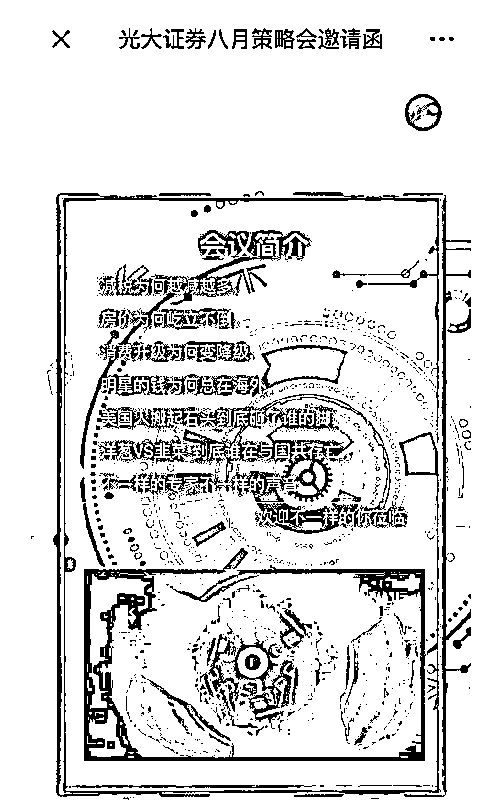 光大证券八月策略会邀请函
会议简介
减税为何越减越多
房价为何屹立不倒
消费升级为何变降级
明星的钱为何总在海外
美国人搬起石头到底砸了谁的脚
洋葱VS韭菜 到底谁在与国共存亡
不一样的专家不一样的声音
欢迎不一样的你莅临